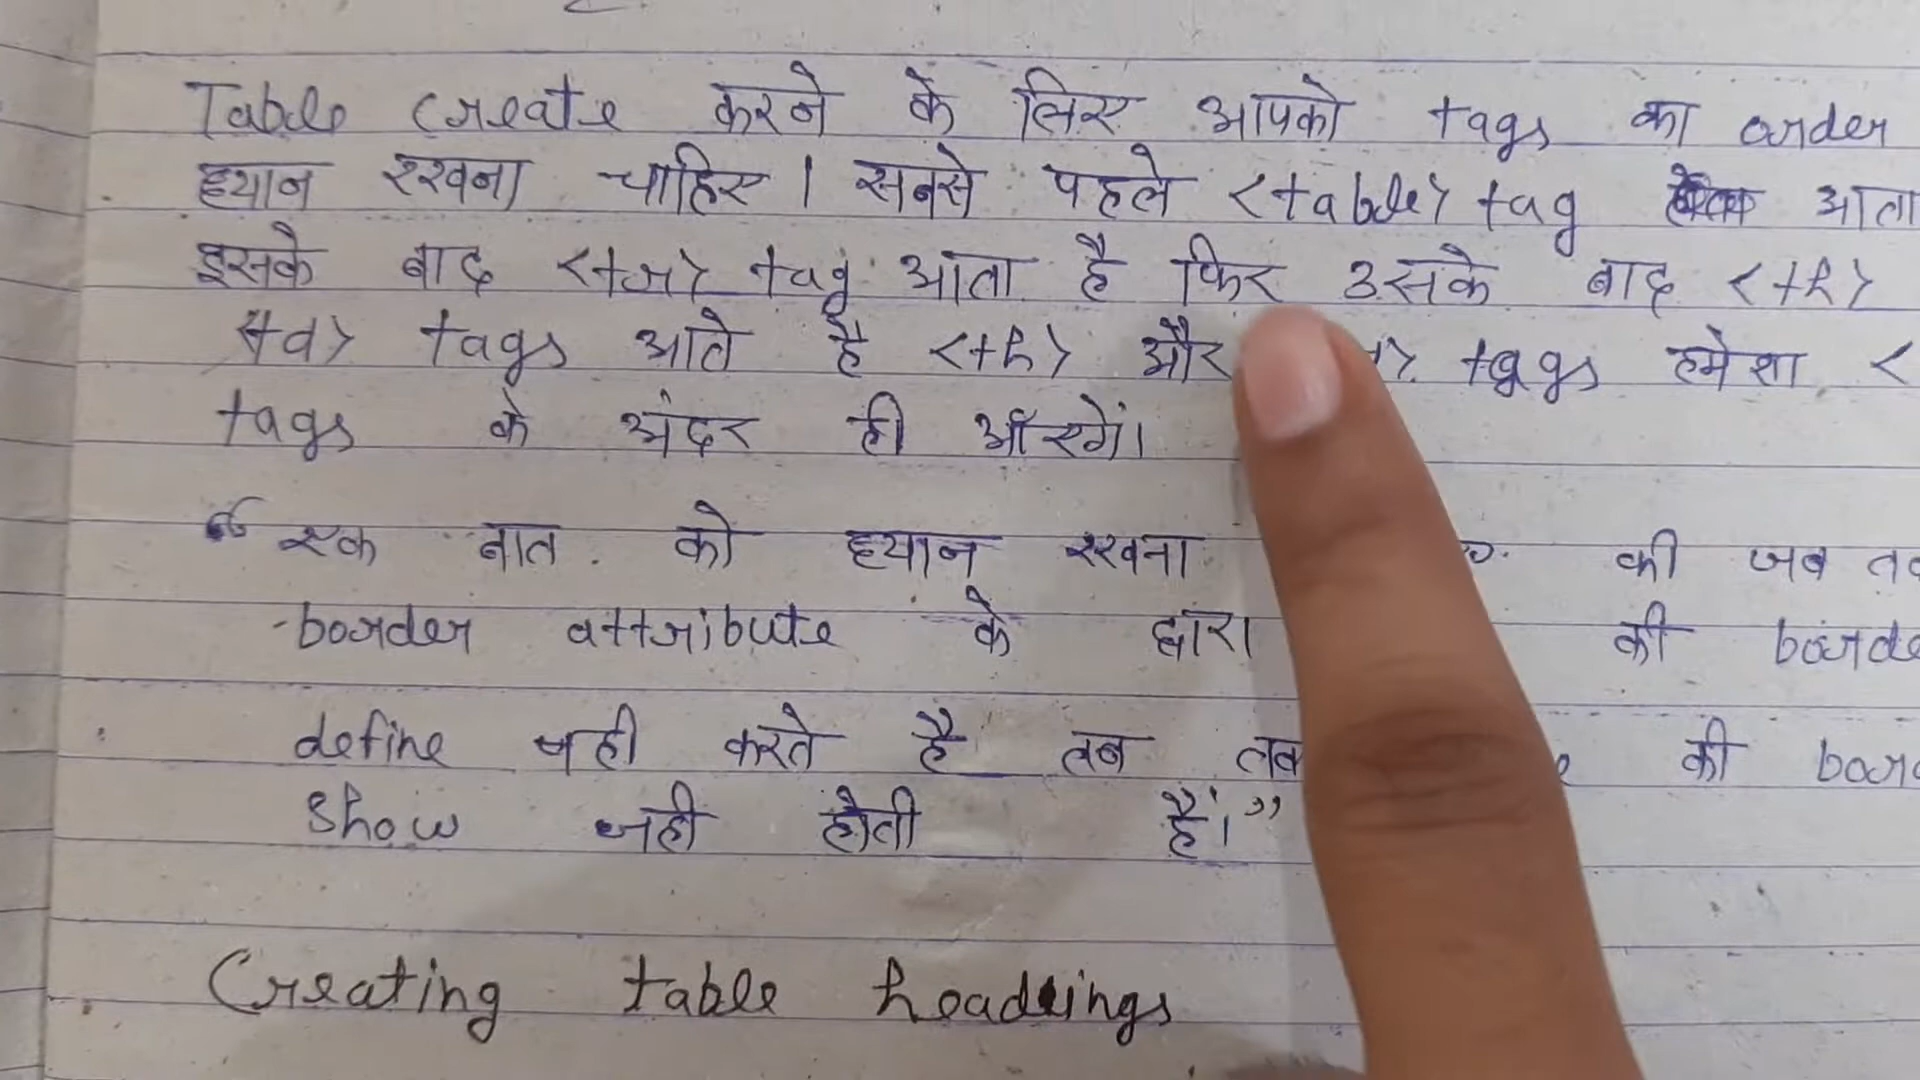 Table create करने के लिए आपको tags का order
ध्यान रखना चाहिए । सबसे पहले <table> tag आता
इसके बाद <tr> tag आता है फिर उसके बाद <th>
<td> tags आते है <th> और tags हमेशा <
tags के अंदर ही आएगें।
“ एक बात को ध्यान रखना की जब तक
border attribute के द्वारा की border
define नही करते है तब तक की
show नही होती है।”
Creating table headings